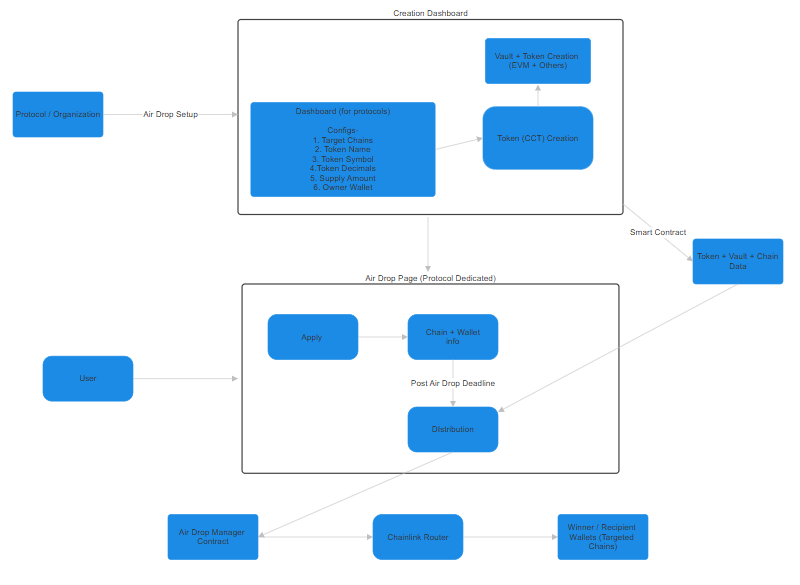 Creation Dashboard
Vault + Token Creation
(EVM + Others)
Protocol / Organization
Air Drop Setup
Dashboard (for protocols)
Configs-
1. Target Chains
2. Token Name
3. Token Symbol
4.Token Decimals
5. Supply Amount
6. Owner Wallet
Token (CCT) Creation
Smart Contract
Token + Vault + Chain
Data
Air Drop Page (Protocol Dedicated)
Apply
Chain + Wallet
info
User
Post Air Drop Deadline
Distribution
Air Drop Manager
Contract
Chainlink Router
Winner / Recipient
Wallets (Targeted
Chains)